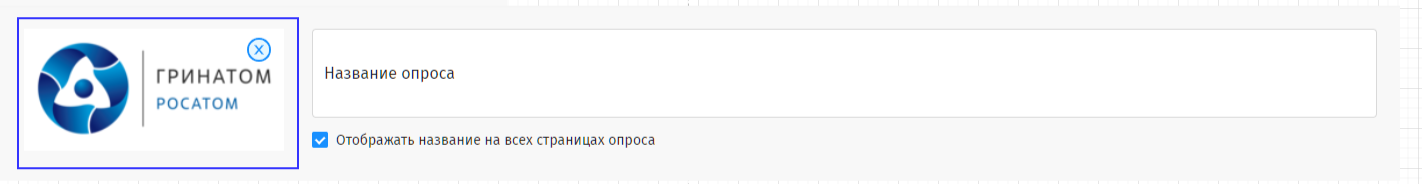 ГРИНАТОМ
РОСАТОМ
Название опроса
Отображать название на всех страницах опроса